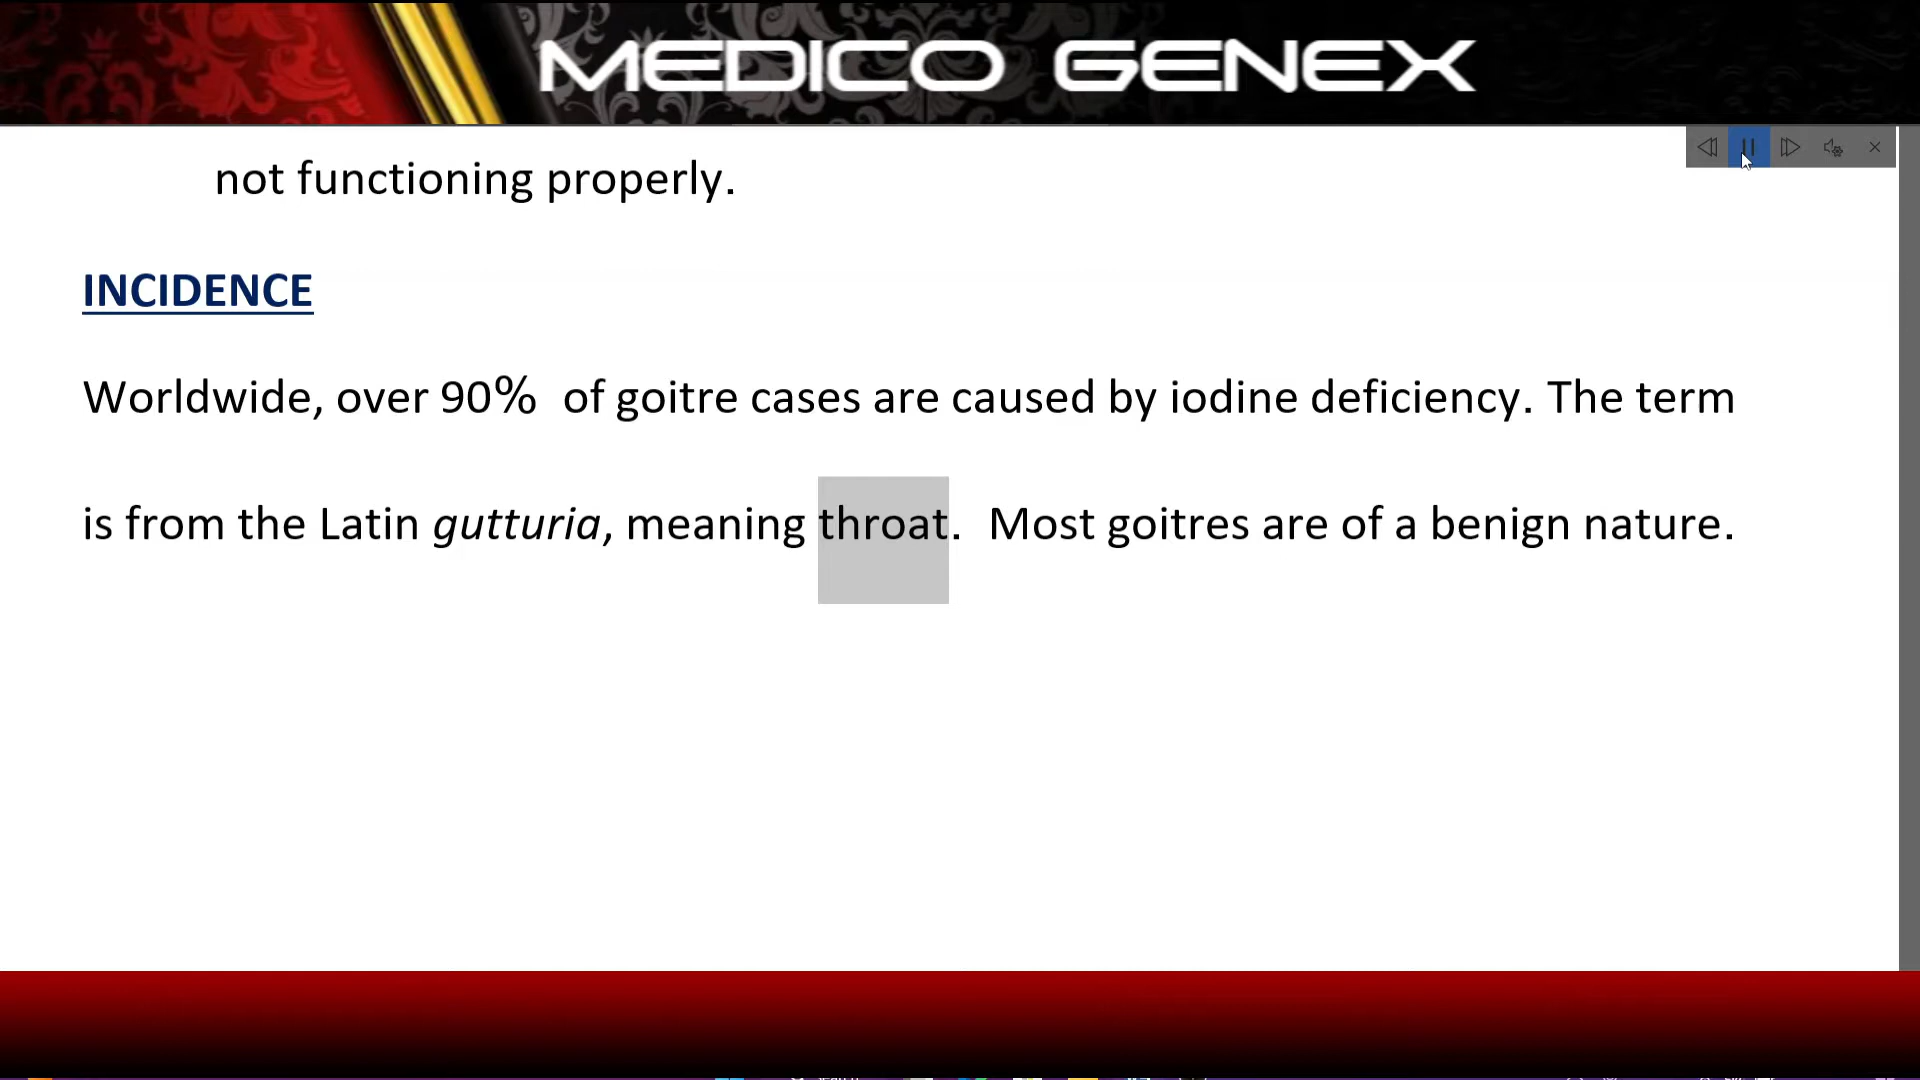 MEDICO GENEX
not functioning properly.
INCIDENCE
Worldwide, over 90% of goitre cases are caused by iodine deficiency. The term
is from the Latin gutturia, meaning throat. Most goitres are of a benign nature.